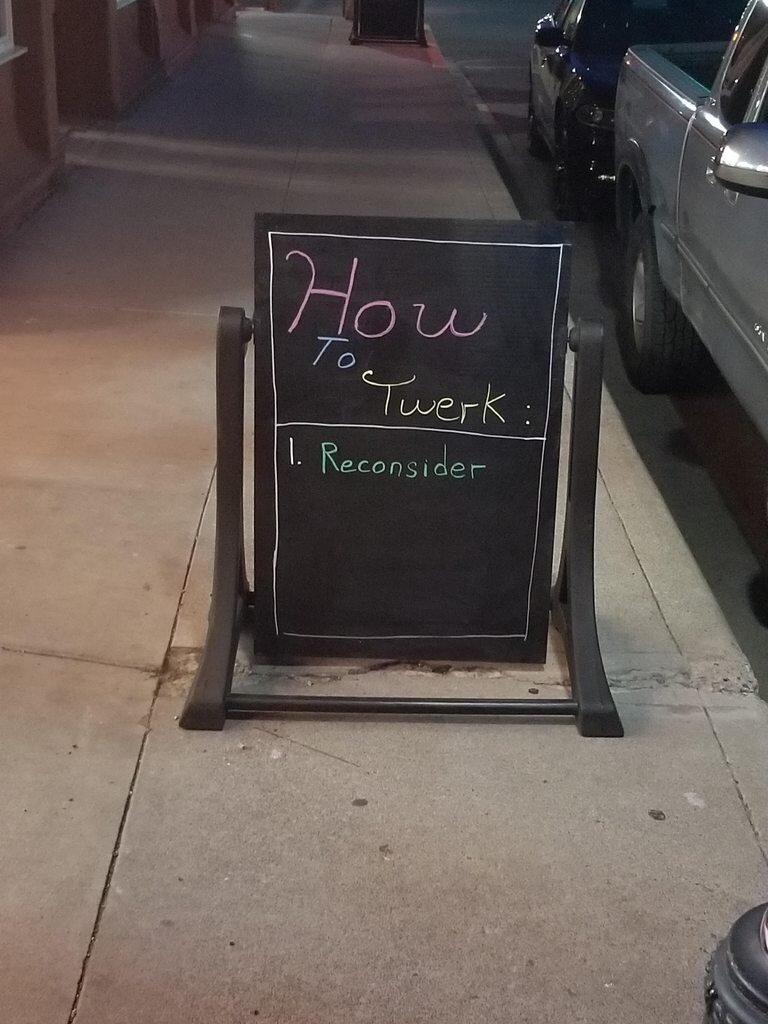 How
To
Twerk:
1. Reconsider